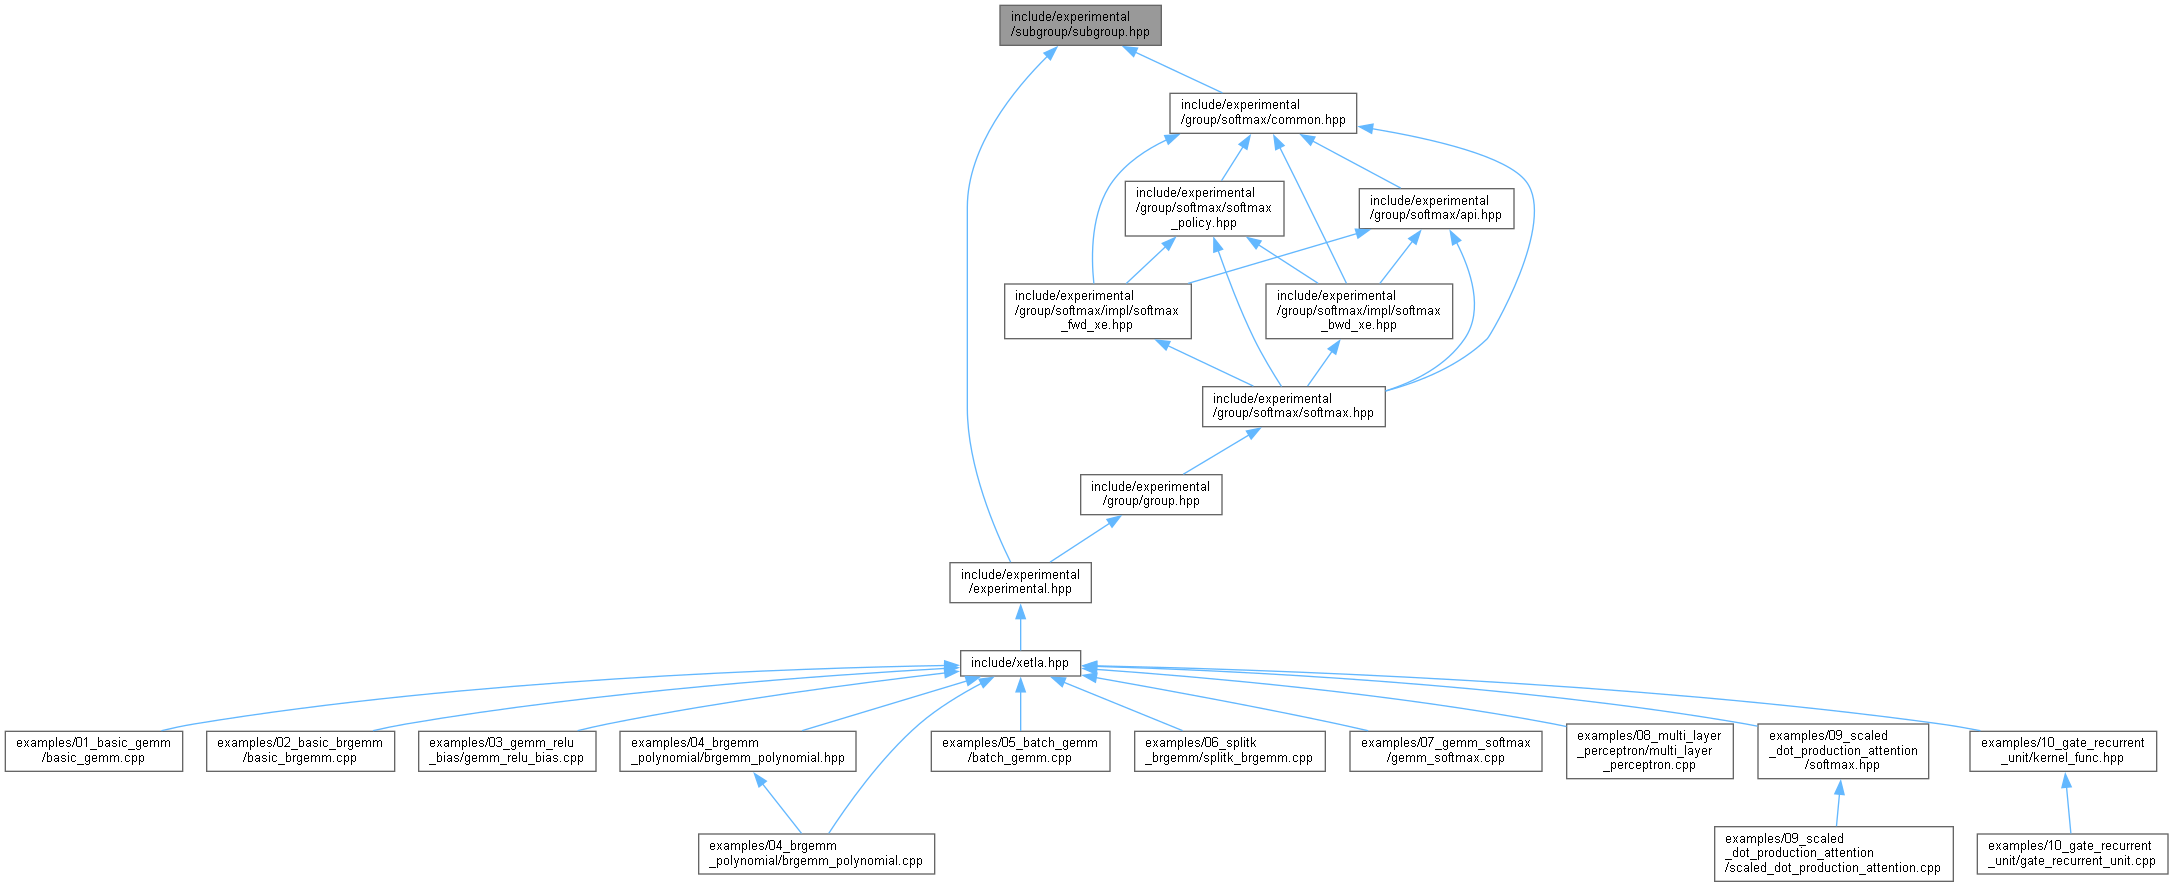 include/experimental
/subgroup/subgroup.hpp
include/experimental
/group/softmax/common.hpp
include/experimental
/group/softmax/softmax
_policy.hpp
include/experimental
/group/softmax/api.hpp
include/experimental
/group/softmax/impl/softmax
_fwd_xe.hpp
include/experimental
/group/softmax/impl/softmax
_bwd_xe.hpp
include/experimental
/group/softmax/softmax.hpp
include/experimental
/group/group.hpp
include/experimental
/experimental.hpp
include/xetla.hpp
examples/01_basic_gemm
/basic_gemm.cpp
examples/02_basic_brgemm
/basic_brgemm.cpp
examples/03_gemm_relu
_bias/gemm_relu_bias.cpp
examples/04_brgemm
_polynomial/brgemm_polynomial.hpp
examples/05_batch_gemm
/batch_gemm.cpp
examples/06_splitk
_brgemm/splitk_brgemm.cpp
examples/07_gemm_softmax
/gemm_softmax.cpp
examples/08_multi_layer
_perceptron/multi_layer
_perceptron.cpp
examples/09_scaled
_dot_production_attention
/softmax.hpp
examples/10_gate_recurrent
_unit/kernel_func.hpp
examples/04_brgemm
_polynomial/brgemm_polynomial.cpp
examples/09_scaled
_dot_production_attention
/scaled_dot_production_attention.cpp
examples/10_gate_recurrent
_unit/gate_recurrent_unit.cpp